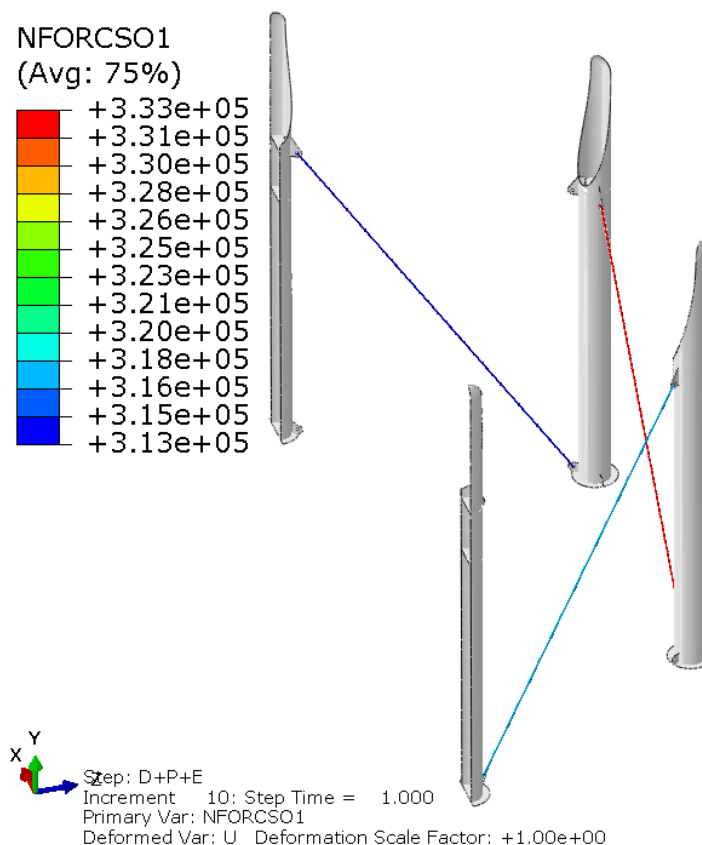 NFORCSO1
(Avg: 75%)
+3.33e+05
+3.31e+05
+3.30e+05
+3.28e+05
+3.26e+05
+3.25e+05
+3.23e+05
+3.21e+05
+3.20e+05
+3.18e+05
+3.16e+05
+3.15e+05
+3.13e+05
Y
X
Z
Step: D+P+E
Increment 10: Step Time = 1.000
Primary Var: NFORCSO1
Deformed Var: U Deformation Scale Factor: +1.00e+00